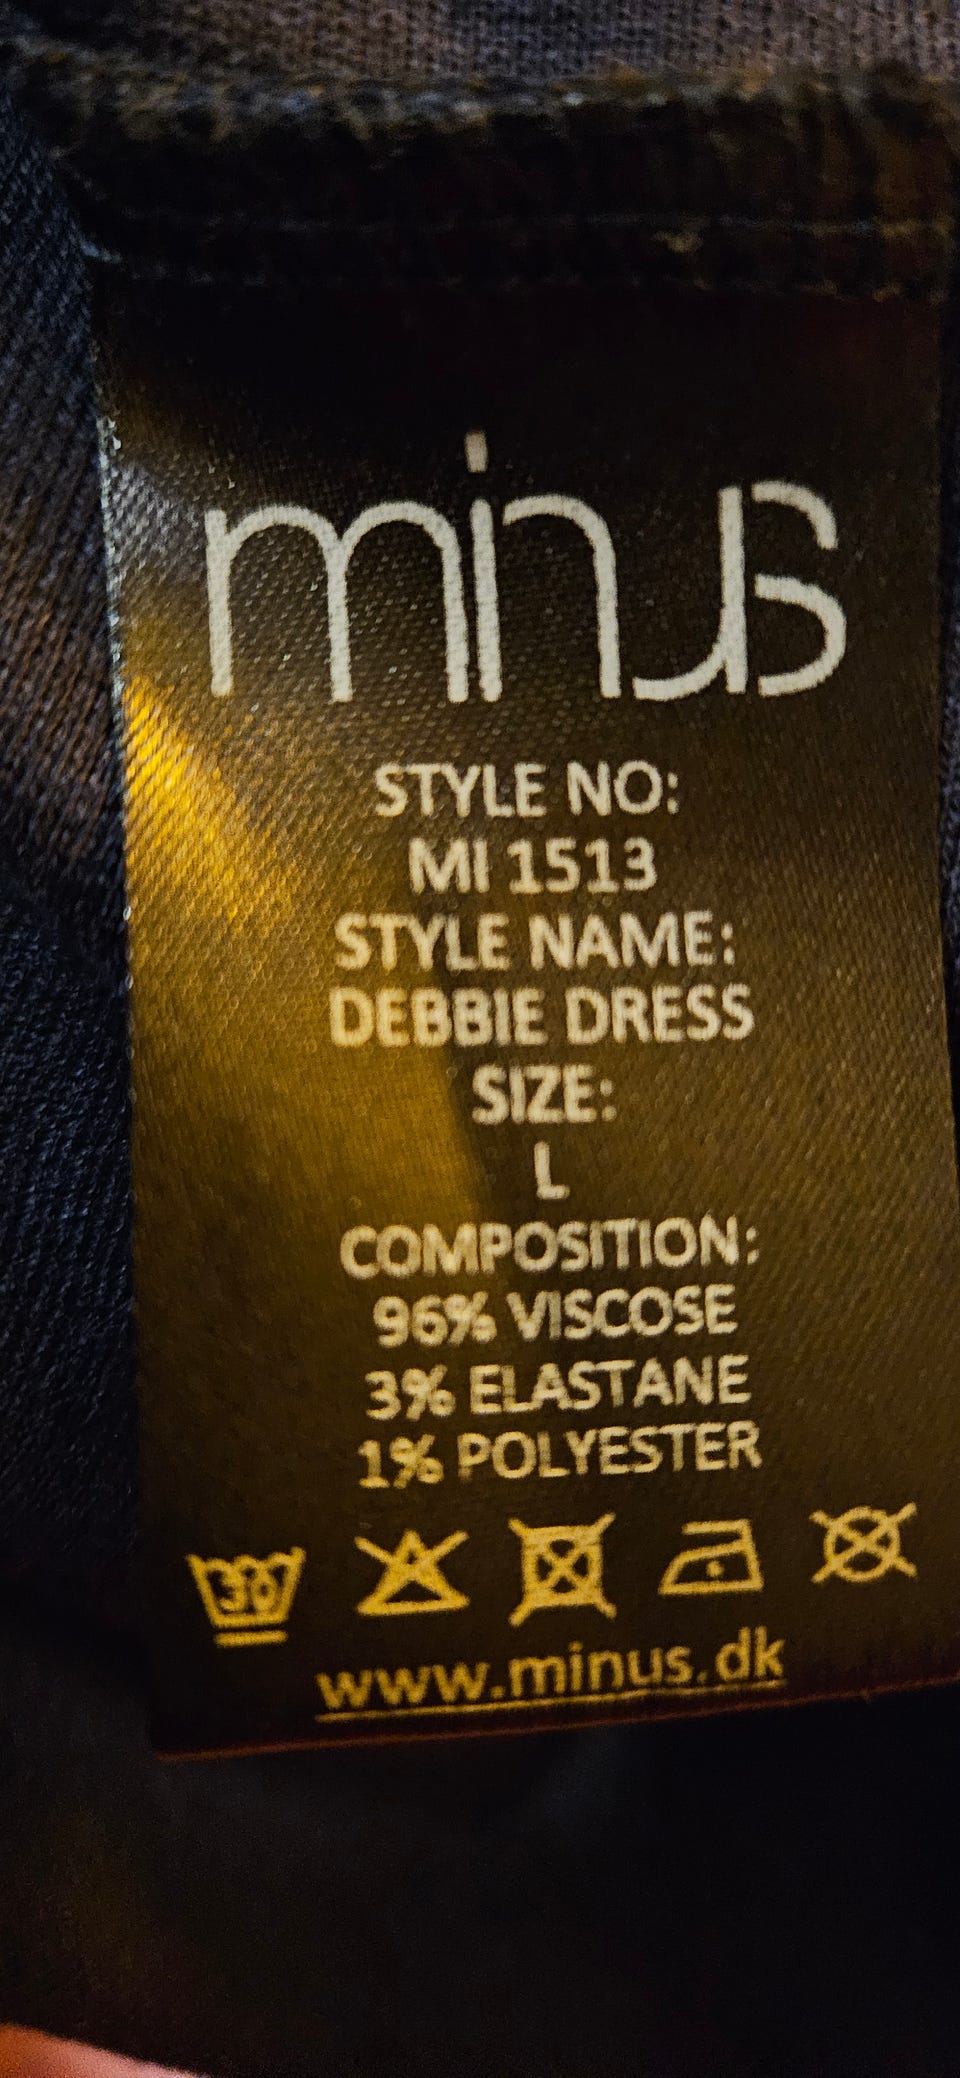 minus
STYLE NO:
MI 1513
STYLE NAME:
DEBBIE DRESS
SIZE:
L
COMPOSITION:
96% VISCOSE
3% ELASTANE
1% POLYESTER
30
www.minus.dk